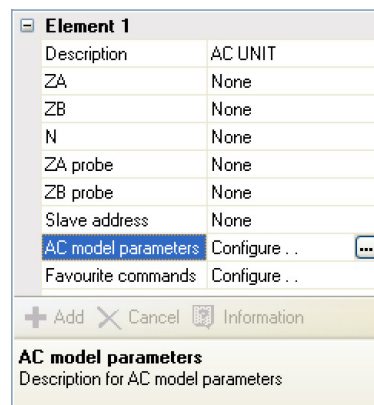 Element 1
Description AC UNIT
ZA None
ZB None
N None
ZA probe None
ZB probe None
Slave address None
AC model parameters Configure . . ...
Favourite commands Configure . .
Add Cancel Information
AC model parameters
Description for AC model parameters